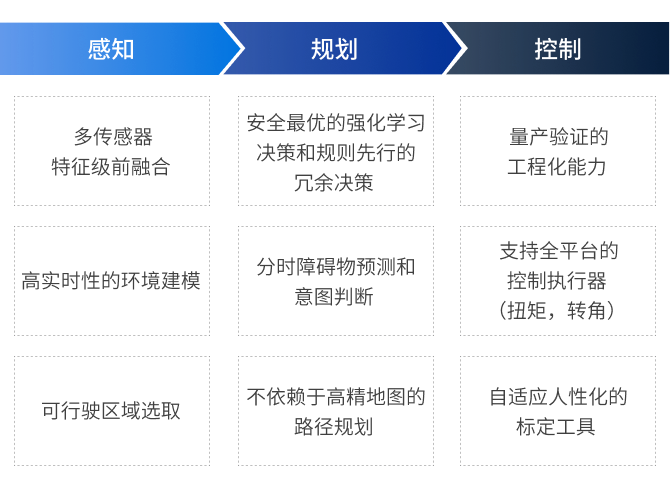 感知
规划
控制
多传感器
特征级前融合
安全最优的强化学习
决策和规则先行的
冗余决策
量产验证的
工程化能力
高实时性的环境建模
分时障碍物预测和
意图判断
支持全平台的
控制执行器
（扭矩，转角）
可行驶区域选取
不依赖于高精地图的
路径规划
自适应人性化的
标定工具